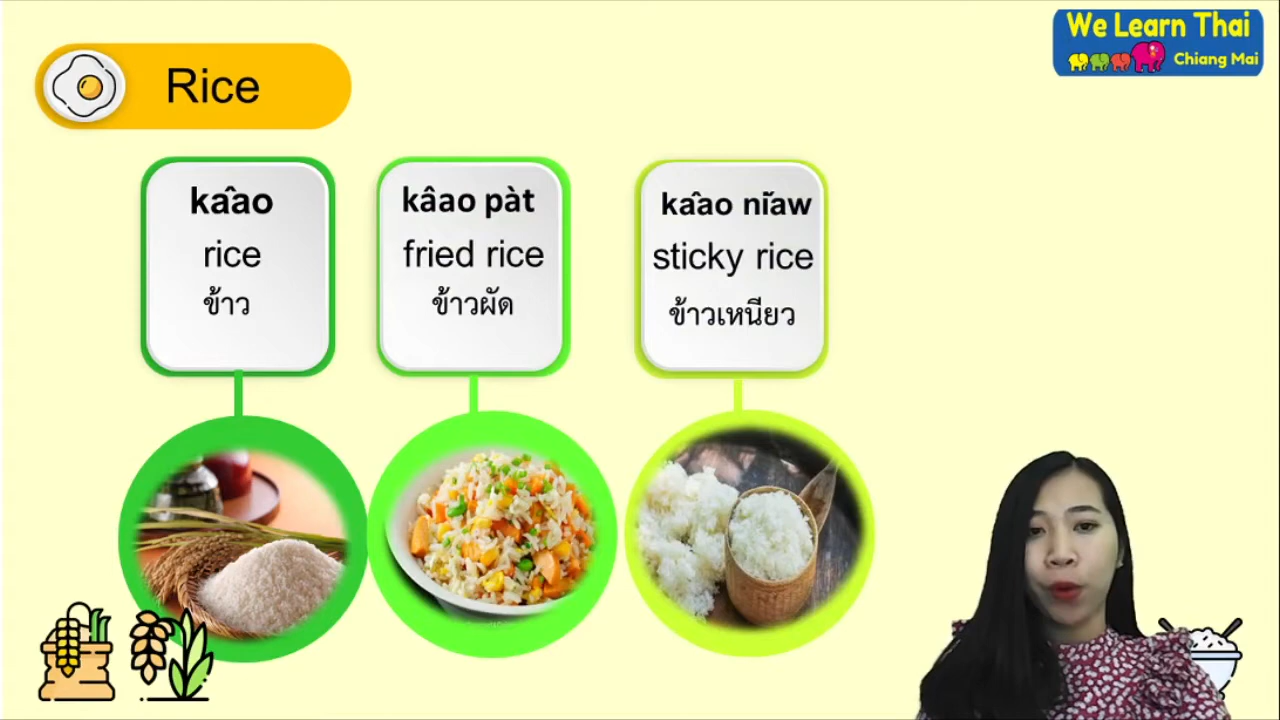 We Learn Thai
Chiang Mai
Rice
kâao
rice
ข้าว
kâao pàt
fried rice
ข้าวผัด
kâao nǐaw
sticky rice
ข้าวเหนียว